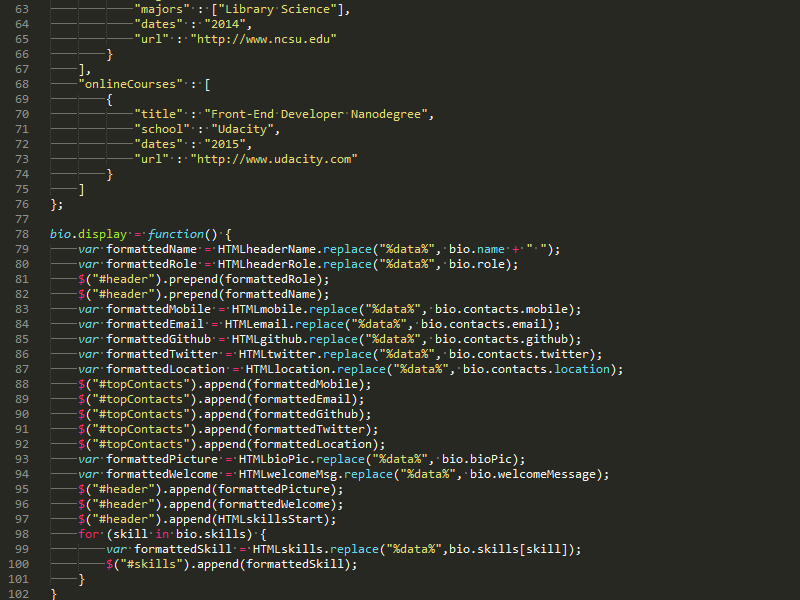 63 "majors" : ["Library Science"],
64 "dates" : "2014",
65 "url" : "http://www.ncsu.edu"
66 }
67 ],
68 "onlineCourses" : [
69 {
70 "title" : "Front-End Developer Nanodegree",
71 "school" : "Udacity",
72 "dates" : "2015",
73 "url" : "http://www.udacity.com"
74 }
75 ]
76 };
77
78 bio.display = function() {
79 var formattedName = HTMLheaderName.replace("%data%", bio.name + " ");
80 var formattedRole = HTMLheaderRole.replace("%data%", bio.role);
81 $("#header").prepend(formattedRole);
82 $("#header").prepend(formattedName);
83 var formattedMobile = HTMLmobile.replace("%data%", bio.contacts.mobile);
84 var formattedEmail = HTMLemail.replace("%data%", bio.contacts.email);
85 var formattedGithub = HTMLgithub.replace("%data%", bio.contacts.github);
86 var formattedTwitter = HTMLtwitter.replace("%data%", bio.contacts.twitter);
87 var formattedLocation = HTMLlocation.replace("%data%", bio.contacts.location);
88 $("#topContacts").append(formattedMobile);
89 $("#topContacts").append(formattedEmail);
90 $("#topContacts").append(formattedGithub);
91 $("#topContacts").append(formattedTwitter);
92 $("#topContacts").append(formattedLocation);
93 var formattedPicture = HTMLbioPic.replace("%data%", bio.bioPic);
94 var formattedWelcome = HTMLwelcomeMsg.replace("%data%", bio.welcomeMessage);
95 $("#header").append(formattedPicture);
96 $("#header").append(formattedWelcome);
97 $("#header").append(HTMLskillsStart);
98 for (skill in bio.skills) {
99 var formattedSkill = HTMLskills.replace("%data%",bio.skills[skill]);
100 $("#skills").append(formattedSkill);
101 }
102 }